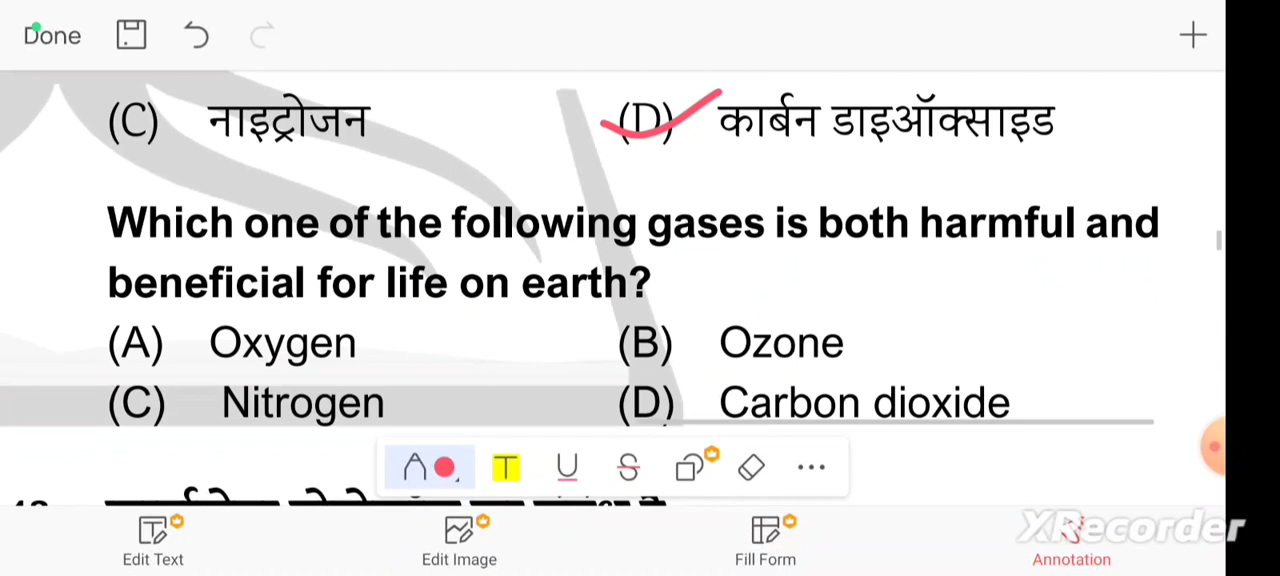 Done
(C) नाइट्रोजन (D) कार्बन डाइऑक्साइड
Which one of the following gases is both harmful and
beneficial for life on earth?
(A) Oxygen (B) Ozone
(C) Nitrogen (D) Carbon dioxide
Edit Text Edit Image Fill Form Annotation
XRecorder